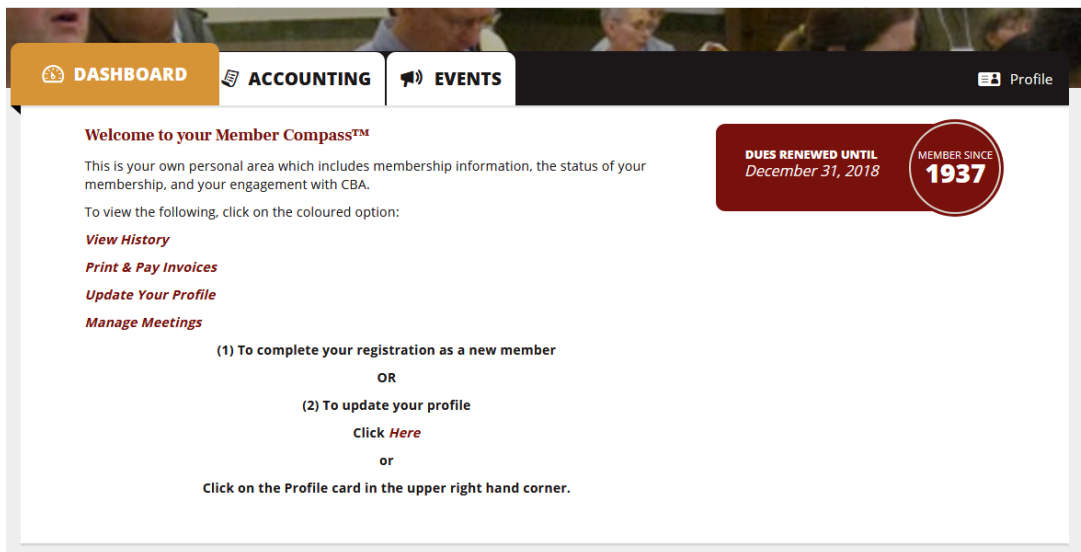 DASHBOARD
ACCOUNTING
EVENTS
Profile
Welcome to your Member Compass™
This is your own personal area which includes membership information, the status of your
membership, and your engagement with CBA.
To view the following, click on the coloured option:
View History
Print & Pay Invoices
Update Your Profile
Manage Meetings
(1) To complete your registration as a new member
OR
(2) To update your profile
Click Here
or
Click on the Profile card in the upper right hand corner.
DUES RENEWED UNTIL
December 31, 2018
MEMBER SINCE
1937